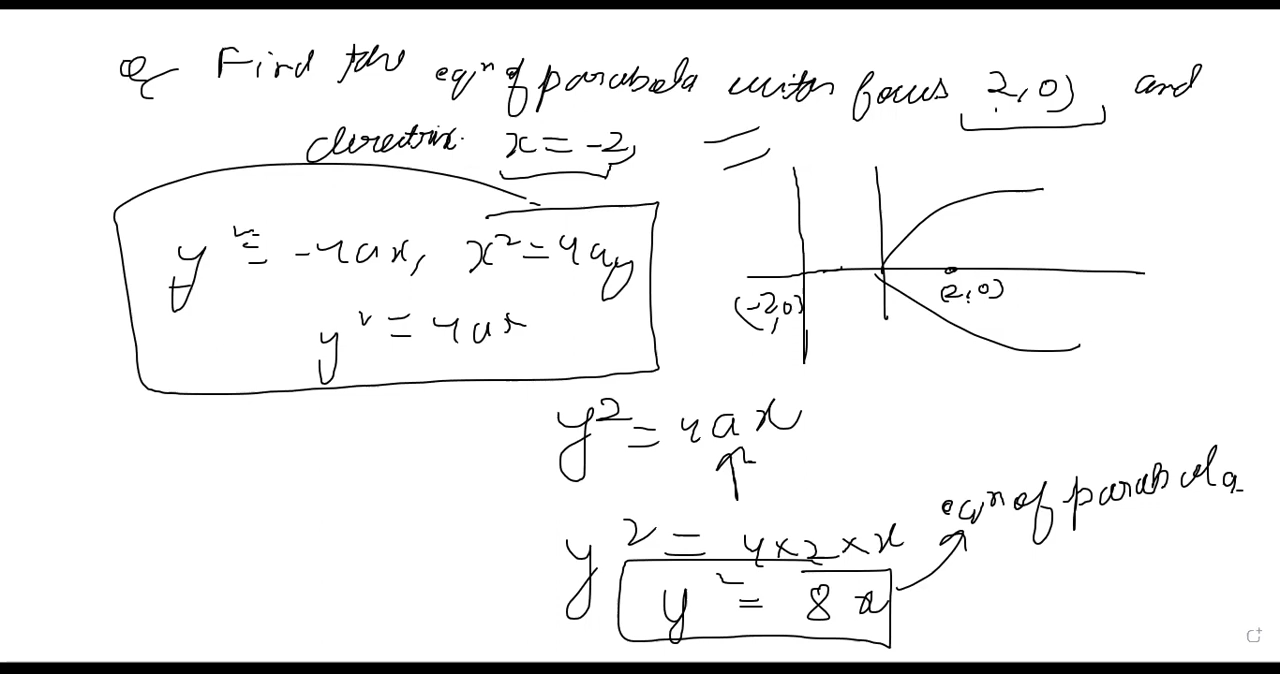 Q Find the eqⁿ of parabola with focus 2,0) and
directrix x = -2,
y² = -4ax, x² = 4ay
y² = 4ax
(-2,0)
(2,0)
y² = 4ax
eqⁿ of parabola
y² = 4×2×x
y² = 8x